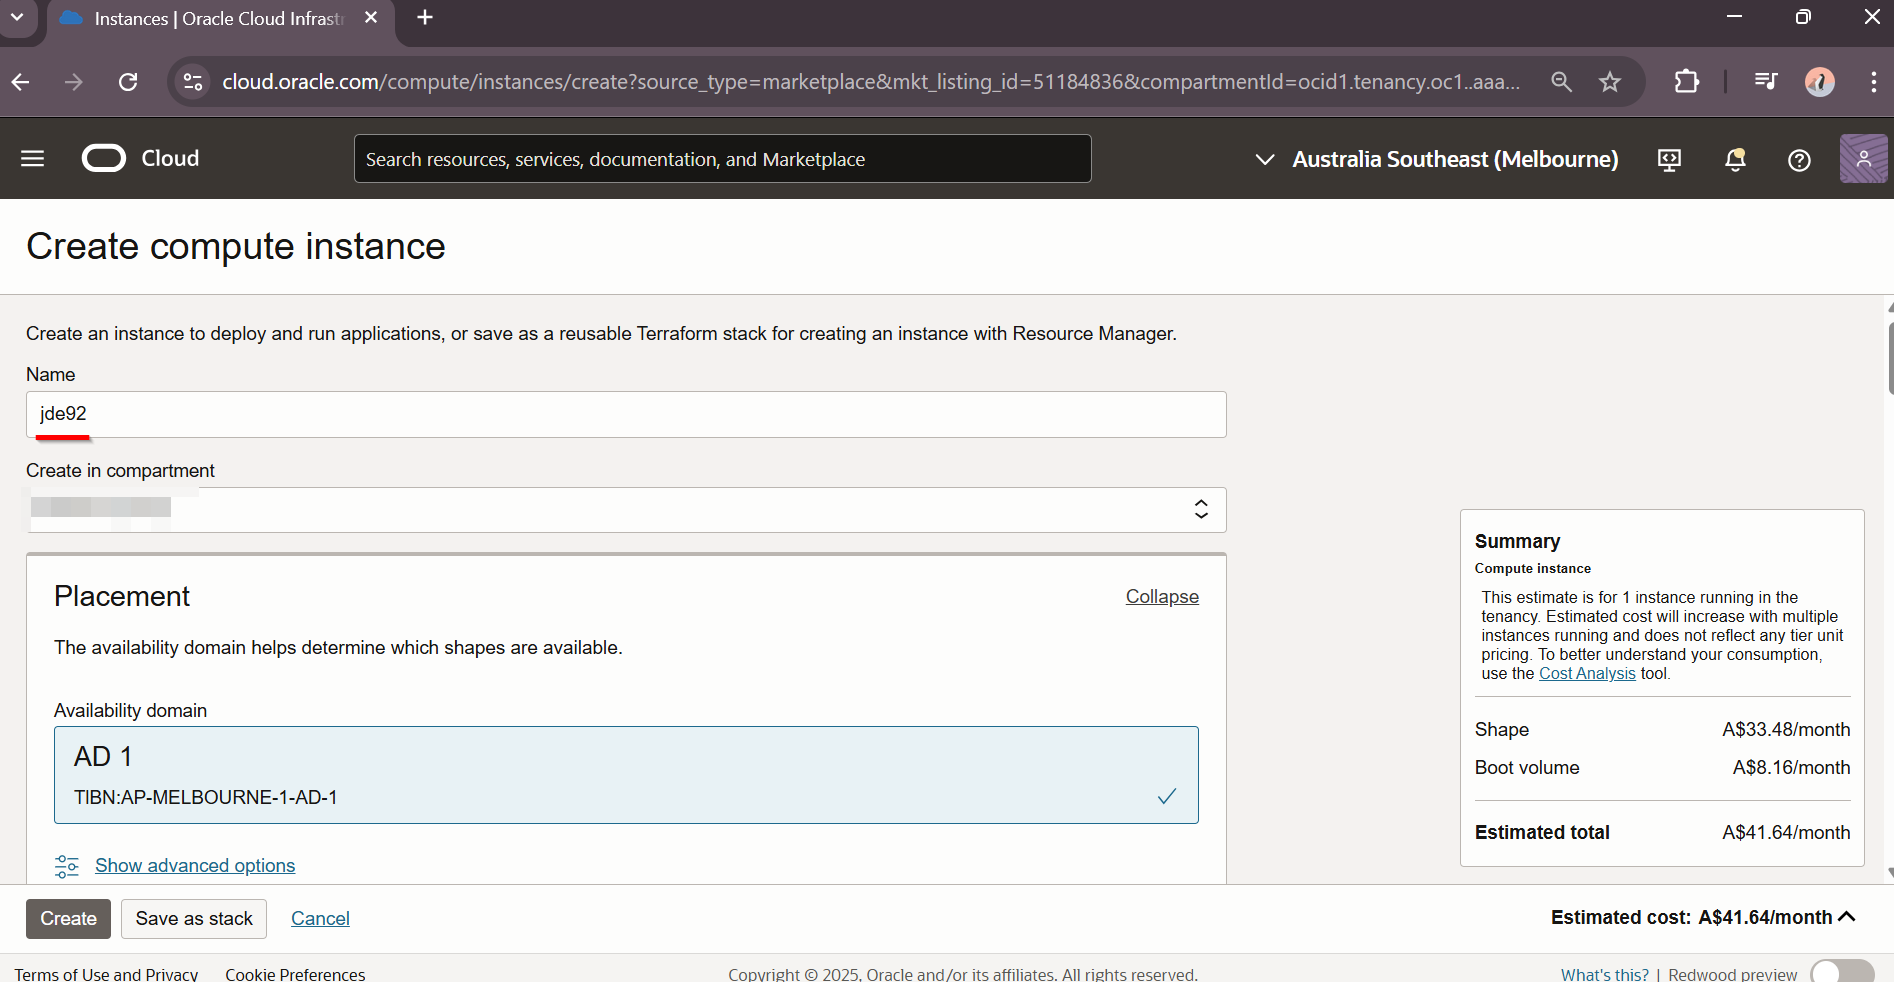 Instances | Oracle Cloud Infrastr
cloud.oracle.com/compute/instances/create?source_type=marketplace&mkt_listing_id=51184836&compartmentId=ocid1.tenancy.oc1..aaa...
Cloud
Search resources, services, documentation, and Marketplace
Australia Southeast (Melbourne)
Create compute instance
Create an instance to deploy and run applications, or save as a reusable Terraform stack for creating an instance with Resource Manager.
Name
jde92
Create in compartment
Placement
Collapse
The availability domain helps determine which shapes are available.
Availability domain
AD 1
TIBN:AP-MELBOURNE-1-AD-1
Show advanced options
Summary
Compute instance
This estimate is for 1 instance running in the
tenancy. Estimated cost will increase with multiple
instances running and does not reflect any tier unit
pricing. To better understand your consumption,
use the Cost Analysis tool.
Shape A$33.48/month
Boot volume A$8.16/month
Estimated total A$41.64/month
Create Save as stack Cancel
Estimated cost: A$41.64/month
Terms of Use and Privacy Cookie Preferences
Copyright © 2025, Oracle and/or its affiliates. All rights reserved.
What's this? | Redwood preview